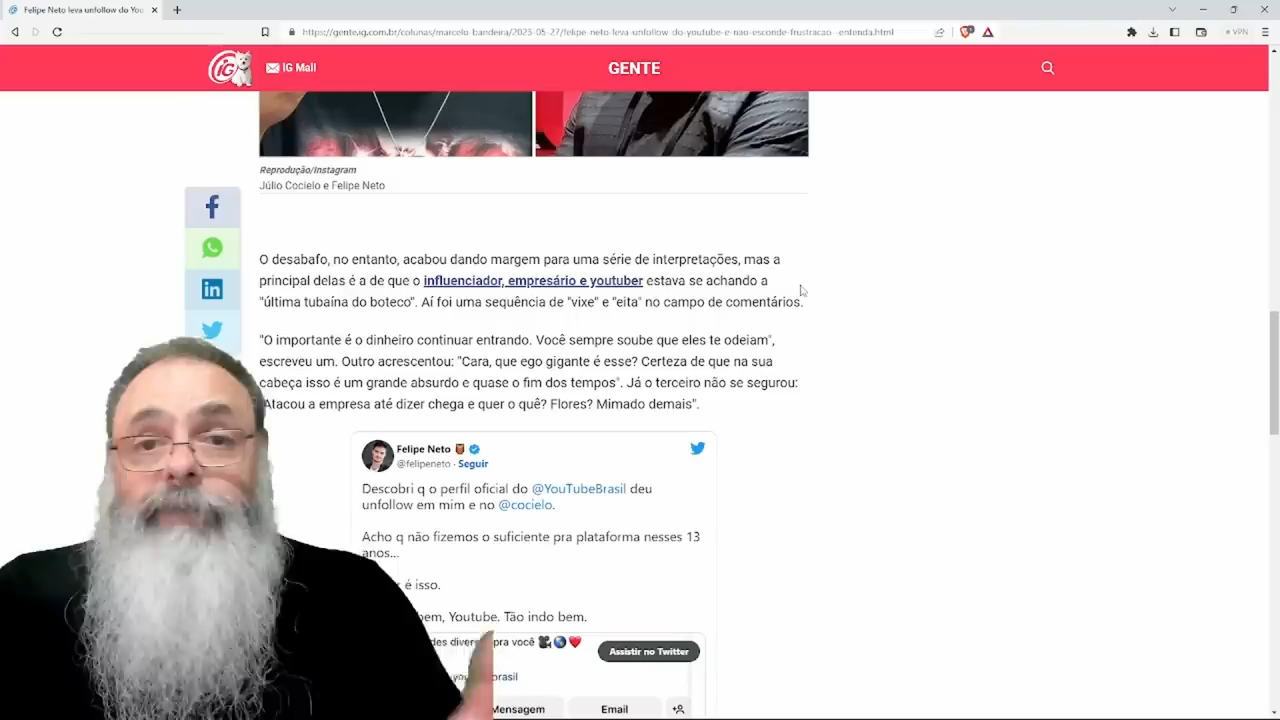 Felipe Neto leva unfollow do You
https://gente.ig.com.br/colunas/marcelo-bandeira/2023-05-27/felipe-neto-leva-unfollow-do-youtube-e-nao-esconde-frustracao--entenda.html
VPN
iG
iG Mail
GENTE
Reprodução/Instagram
Júlio Cocielo e Felipe Neto
O desabafo, no entanto, acabou dando margem para uma série de interpretações, mas a
principal delas é a de que o influenciador, empresário e youtuber estava se achando a
"última tubaína do boteco". Aí foi uma sequência de "vixe" e "eita" no campo de comentários.
"O importante é o dinheiro continuar entrando. Você sempre soube que eles te odeiam",
escreveu um. Outro acrescentou: "Cara, que ego gigante é esse? Certeza de que na sua
cabeça isso é um grande absurdo e quase o fim dos tempos". Já o terceiro não se segurou:
Atacou a empresa até dizer chega e quer o quê? Flores? Mimado demais".
Felipe Neto
@felipeneto · Seguir
Descobri q o perfil oficial do @YouTubeBrasil deu
unfollow em mim e no @cocielo.
Acho q não fizemos o suficiente pra plataforma nesses 13
anos...
é isso.
bem, Youtube. Tão indo bem.
pra você
Assistir no Twitter
brasil
Mensagem
Email